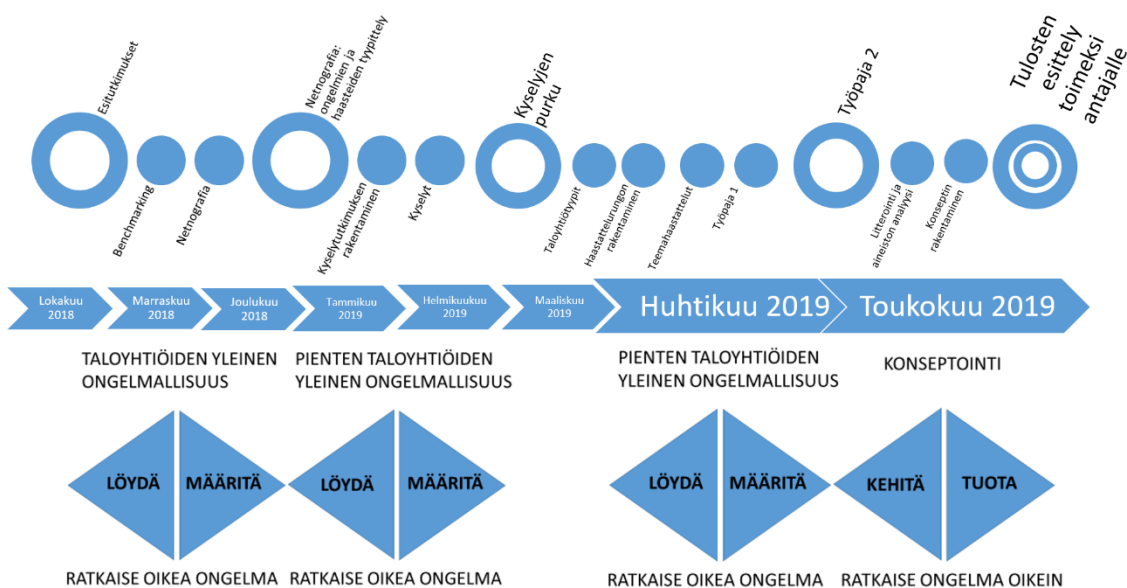 Esitutkimukset
Benchmarking
Netnografia
Netnografia:
ongelmien ja
haasteiden tyypittely
Kyselytutkimuksen
rakentaminen
Kyselyt
Kyselyjen
purku
Taloyhtiötyypit
Haastattelurungon
rakentaminen
Teemahaastattelut
Työpaja 1
Työpaja 2
Litterointi ja
aineiston analyysi
Konseptin
rakentaminen
Tulosten
esittely
toimeksi
antajalle
Lokakuu
2018
Marraskuu
2018
Joulukuu
2018
Tammikuu
2019
Helmikuukuu
2019
Maaliskuu
2019
Huhtikuu 2019
Toukokuu 2019
TALOYHTIÖIDEN YLEINEN
ONGELMALLISUUS
PIENTEN TALOYHTIÖIDEN
YLEINEN ONGELMALLISUUS
PIENTEN TALOYHTIÖIDEN
YLEINEN ONGELMALLISUUS
KONSEPTOINTI
LÖYDÄ
MÄÄRITÄ
LÖYDÄ
MÄÄRITÄ
LÖYDÄ
MÄÄRITÄ
KEHITÄ
TUOTA
RATKAISE OIKEA ONGELMA
RATKAISE OIKEA ONGELMA
RATKAISE OIKEA ONGELMA
RATKAISE ONGELMA OIKEIN